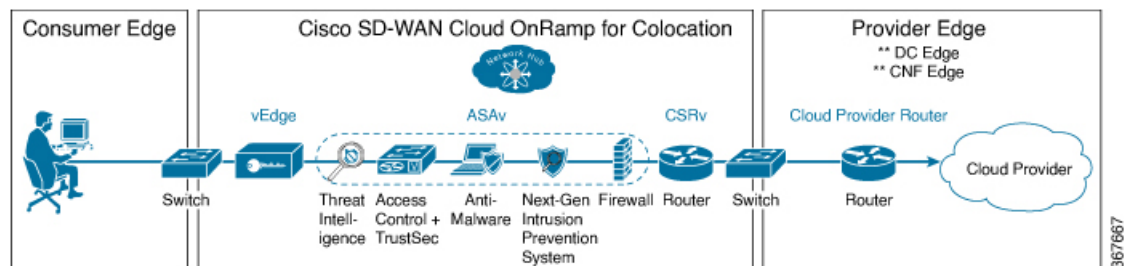 Consumer Edge
Cisco SD-WAN Cloud OnRamp for Colocation
Provider Edge
** DC Edge
** CNF Edge
Network Hub
vEdge
ASAv
CSRv
Cloud Provider Router
Cloud Provider
Switch
Threat
Intell-
igence
Access
Control +
TrustSec
Anti-
Malware
Next-Gen
Intrusion
Prevention
System
Firewall
Router
Switch
Router
367667